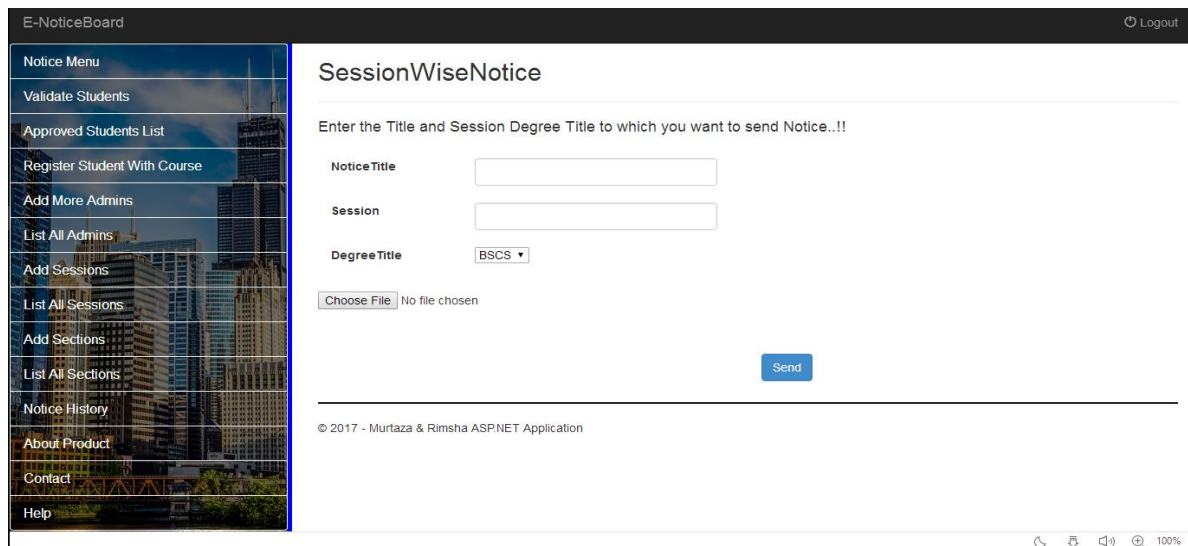 E-NoticeBoard
Logout
Notice Menu
Validate Students
Approved Students List
Register Student With Course
Add More Admins
List All Admins
Add Sessions
List All Sessions
Add Sections
List All Sections
Notice History
About Product
Contact
Help
SessionWiseNotice
Enter the Title and Session Degree Title to which you want to send Notice..!!
NoticeTitle
Session
DegreeTitle BSCS
Choose File No file chosen
Send
© 2017 - Murtaza & Rimsha ASP.NET Application
100%